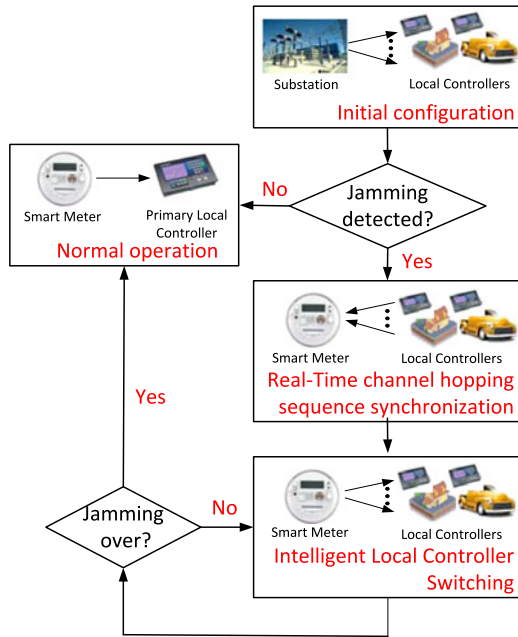 Substation
Local Controllers
Initial configuration
No
Jamming
detected?
Smart Meter
Primary Local
Controller
Normal operation
Yes
Smart Meter
Local Controllers
Real-Time channel hopping
sequence synchronization
Yes
Jamming
over?
No
Smart Meter
Local Controllers
Intelligent Local Controller
Switching